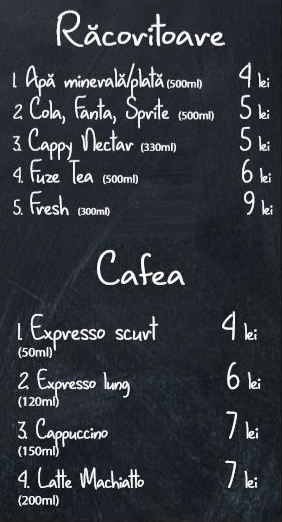 Răcoritoare
1. Apă minerală/plată (500ml) 4 lei
2. Cola, Fanta, Sprite (500ml) 5 lei
3. Cappy Nectar (330ml) 5 lei
4. Fuze Tea (500ml) 6 lei
5. Fresh (300ml) 9 lei
Cafea
1. Expresso scurt 4 lei
(50ml)
2. Expresso lung 6 lei
(120ml)
3. Cappuccino 7 lei
(150ml)
4. Latte Machiatto 7 lei
(200ml)